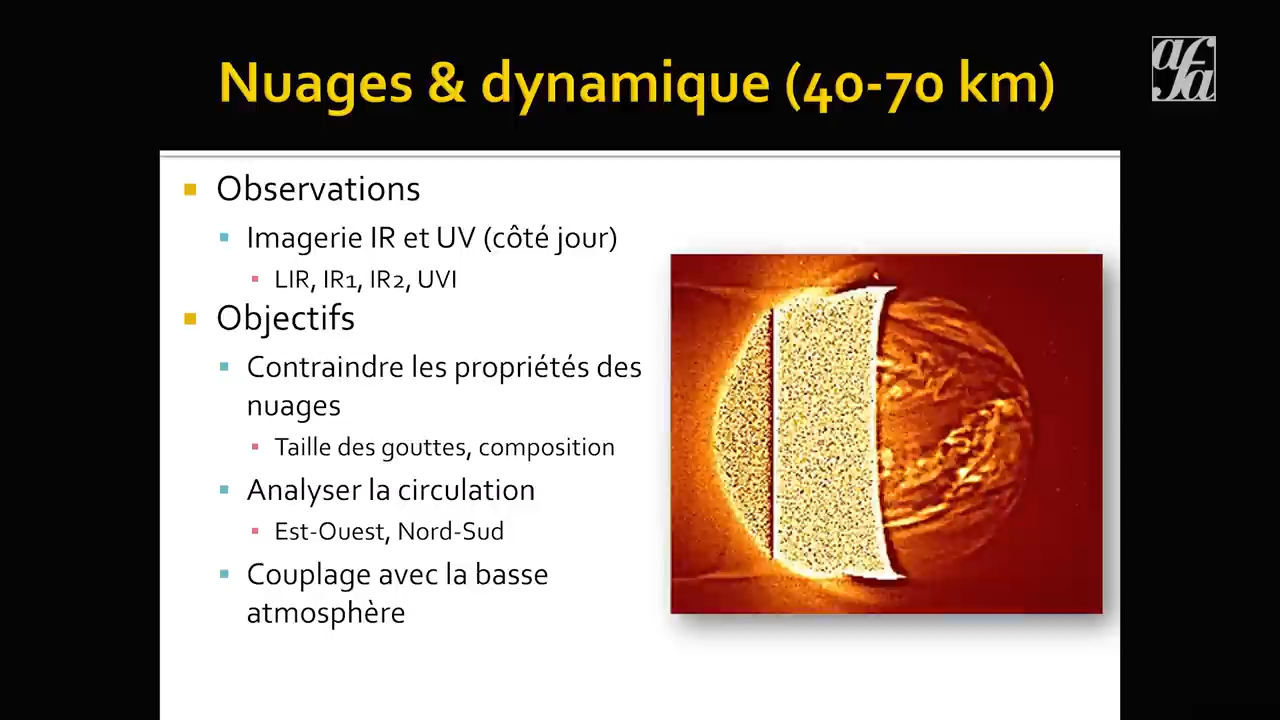 Nuages & dynamique (40-70 km)
afa
Observations
Imagerie IR et UV (côté jour)
LIR, IR1, IR2, UVI
Objectifs
Contraindre les propriétés des
nuages
Taille des gouttes, composition
Analyser la circulation
Est-Ouest, Nord-Sud
Couplage avec la basse
atmosphère